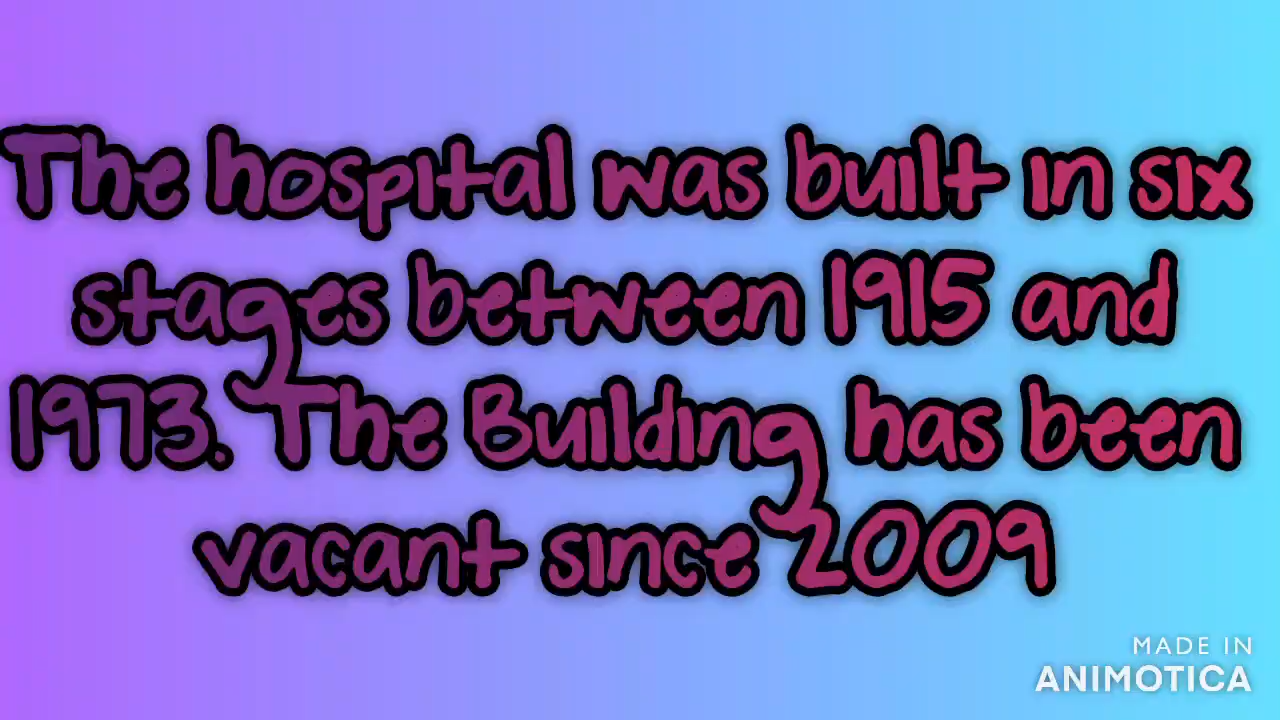 The hospital was built in six
stages between 1915 and
1973. The Building has been
vacant since 2009
MADE IN
ANIMOTICA